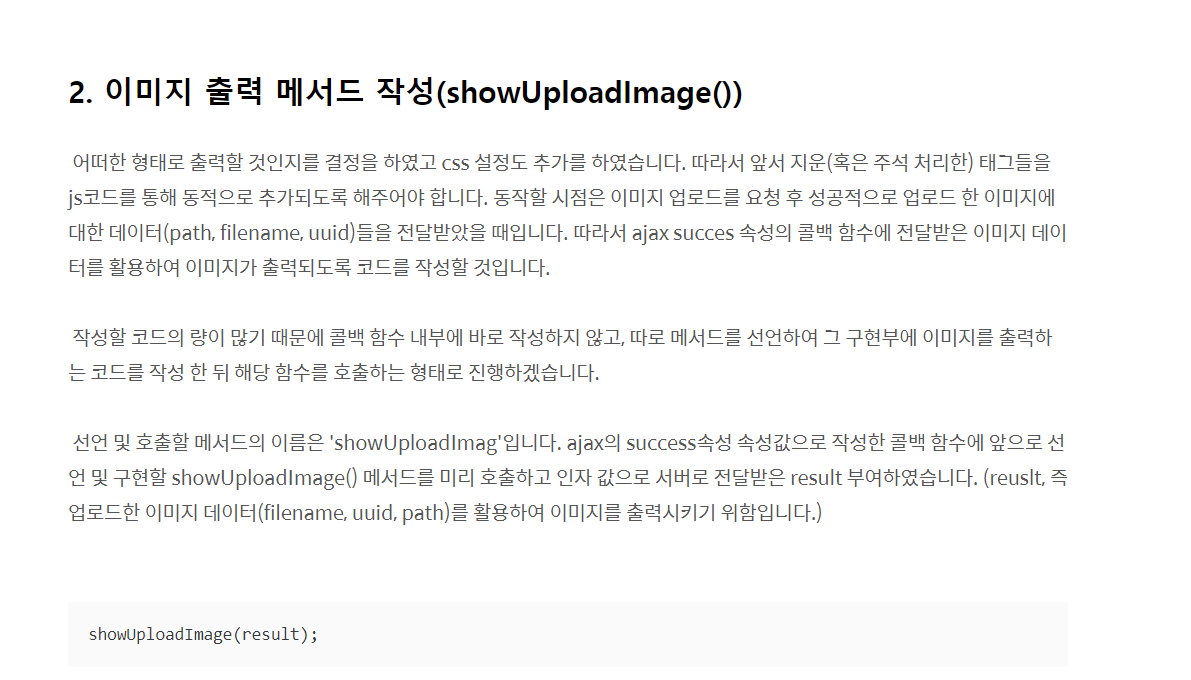 2. 이미지 출력 메서드 작성(showUploadImage())
어떠한 형태로 출력할 것인지를 결정을 하였고 css 설정도 추가를 하였습니다. 따라서 앞서 지운(혹은 주석 처리한) 태그들을
js코드를 통해 동적으로 추가되도록 해주어야 합니다. 동작할 시점은 이미지 업로드를 요청 후 성공적으로 업로드 한 이미지에
대한 데이터(path, filename, uuid)들을 전달받았을 때입니다. 따라서 ajax succes 속성의 콜백 함수에 전달받은 이미지 데이
터를 활용하여 이미지가 출력되도록 코드를 작성할 것입니다.
작성할 코드의 량이 많기 때문에 콜백 함수 내부에 바로 작성하지 않고, 따로 메서드를 선언하여 그 구현부에 이미지를 출력하
는 코드를 작성 한 뒤 해당 함수를 호출하는 형태로 진행하겠습니다.
선언 및 호출할 메서드의 이름은 'showUploadImag'입니다. ajax의 success속성 속성값으로 작성한 콜백 함수에 앞으로 선
언 및 구현할 showUploadImage() 메서드를 미리 호출하고 인자 값으로 서버로 전달받은 result 부여하였습니다. (reuslt, 즉
업로드한 이미지 데이터(filename, uuid, path)를 활용하여 이미지를 출력시키기 위함입니다.)
showUploadImage(result);